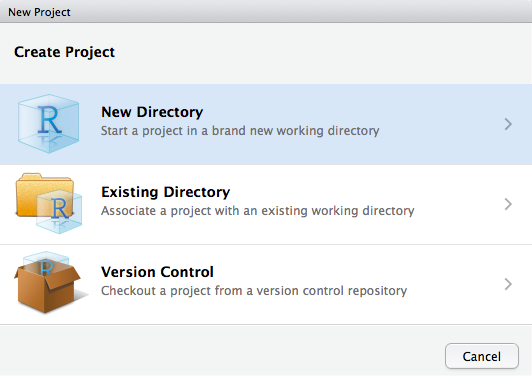 New Project
Create Project
R
New Directory
Start a project in a brand new working directory
R
Existing Directory
Associate a project with an existing working directory
R
Version Control
Checkout a project from a version control repository
Cancel